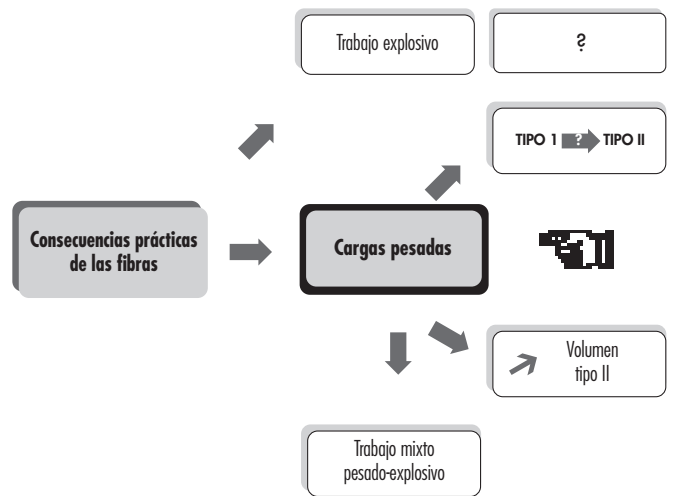 Trabajo explosivo
?
TIPO 1 ? TIPO II
Consecuencias prácticas
de las fibras
Cargas pesadas
Volumen
tipo II
Trabajo mixto
pesado-explosivo